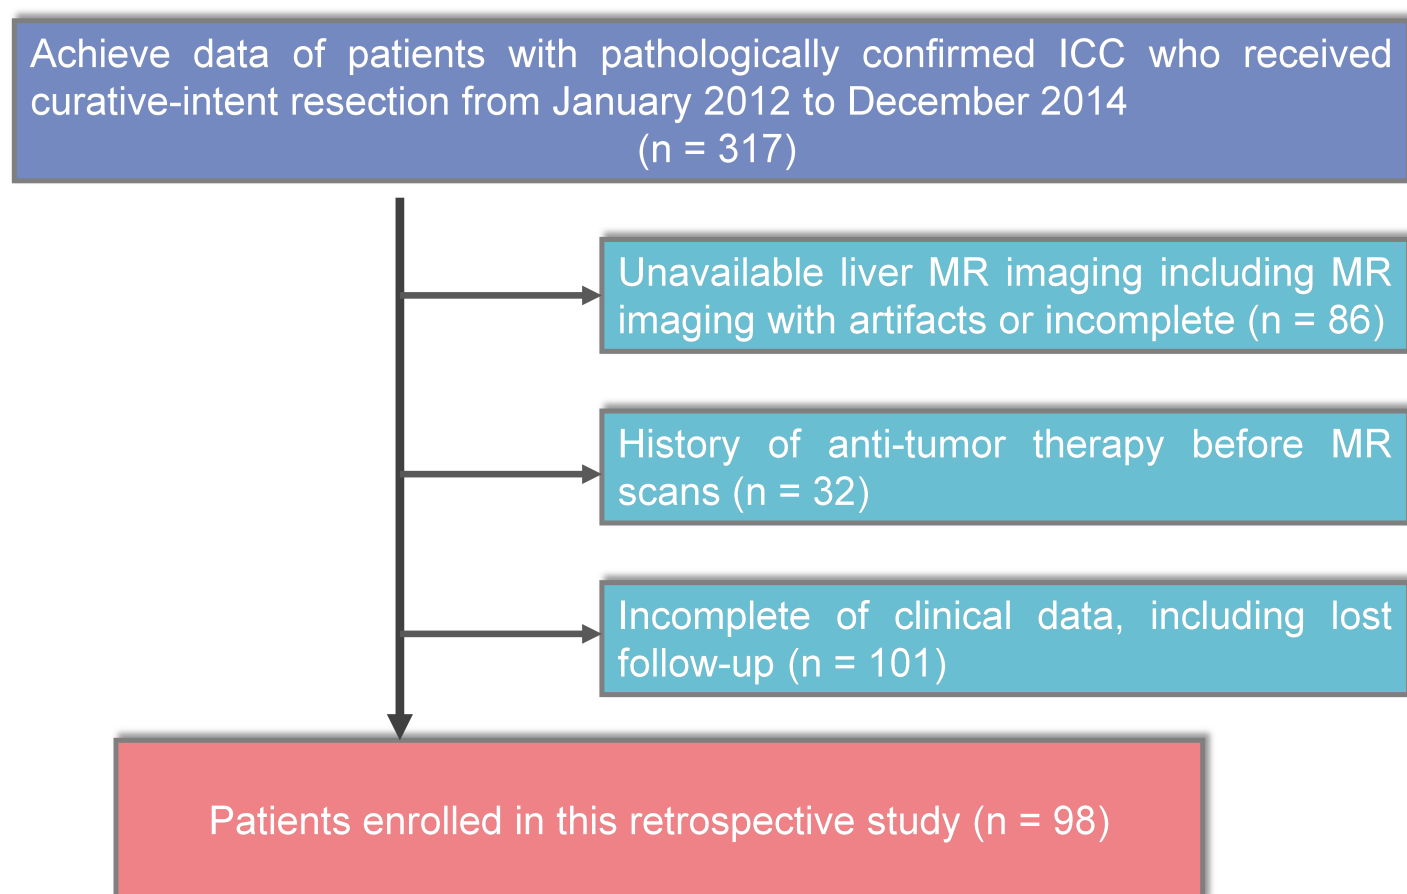 Achieve data of patients with pathologically confirmed ICC who received
curative-intent resection from January 2012 to December 2014
(n = 317)
Unavailable liver MR imaging including MR
imaging with artifacts or incomplete (n = 86)
History of anti-tumor therapy before MR
scans (n = 32)
Incomplete of clinical data, including lost
follow-up (n = 101)
Patients enrolled in this retrospective study (n = 98)